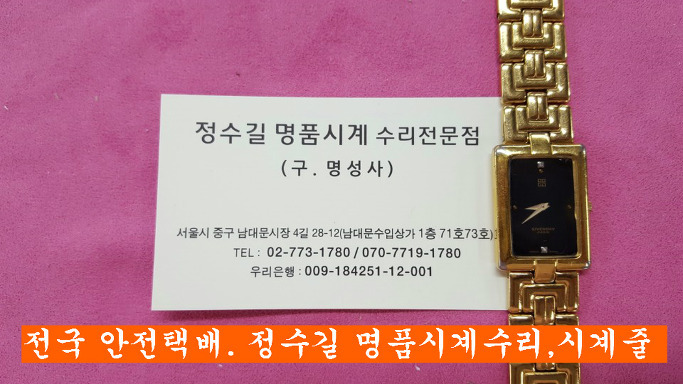 정수길 명품시계 수리전문점
(구. 명성사)
서울시 중구 남대문시장 4길 28-12(남대문수입상가 1층 71호73호)
TEL : 02-773-1780 / 070-7719-1780
우리은행 : 009-184251-12-001
전국 안전택배. 정수길 명품시계수리,시계줄